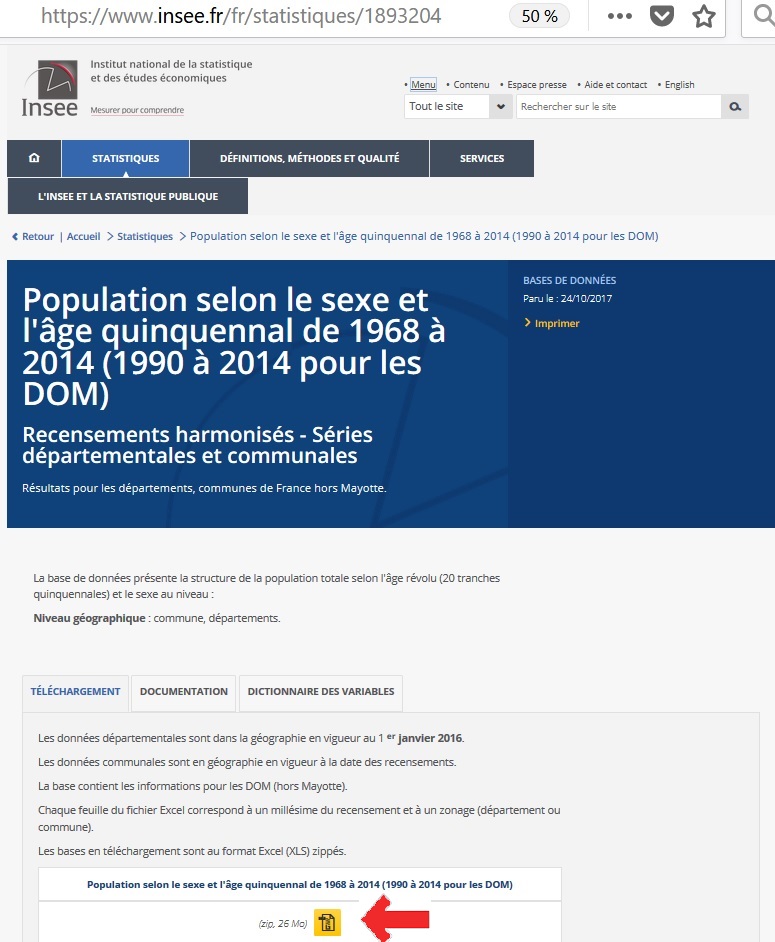 https://www.insee.fr/fr/statistiques/1893204
50 %
Institut national de la statistique
et des études économiques
Insee
Mesurer pour comprendre
• Menu • Contenu • Espace presse • Aide et contact • English
Tout le site
Rechercher sur le site
STATISTIQUES
DÉFINITIONS, MÉTHODES ET QUALITÉ
SERVICES
L'INSEE ET LA STATISTIQUE PUBLIQUE
Retour | Accueil > Statistiques > Population selon le sexe et l'âge quinquennal de 1968 à 2014 (1990 à 2014 pour les DOM)
Population selon le sexe et
l'âge quinquennal de 1968 à
2014 (1990 à 2014 pour les
DOM)
Recensements harmonisés - Séries
départementales et communales
Résultats pour les départements, communes de France hors Mayotte.
BASES DE DONNÉES
Paru le : 24/10/2017
> Imprimer
La base de données présente la structure de la population totale selon l'âge révolu (20 tranches
quinquennales) et le sexe au niveau :
Niveau géographique : commune, départements.
TÉLÉCHARGEMENT
DOCUMENTATION
DICTIONNAIRE DES VARIABLES
Les données départementales sont dans la géographie en vigueur au 1 er janvier 2016.
Les données communales sont en géographie en vigueur à la date des recensements.
La base contient les informations pour les DOM (hors Mayotte).
Chaque feuille du fichier Excel correspond à un millésime du recensement et à un zonage (département ou
commune).
Les bases en téléchargement sont au format Excel (XLS) zippés.
Population selon le sexe et l'âge quinquennal de 1968 à 2014 (1990 à 2014 pour les DOM)
(zip, 26 Mo)